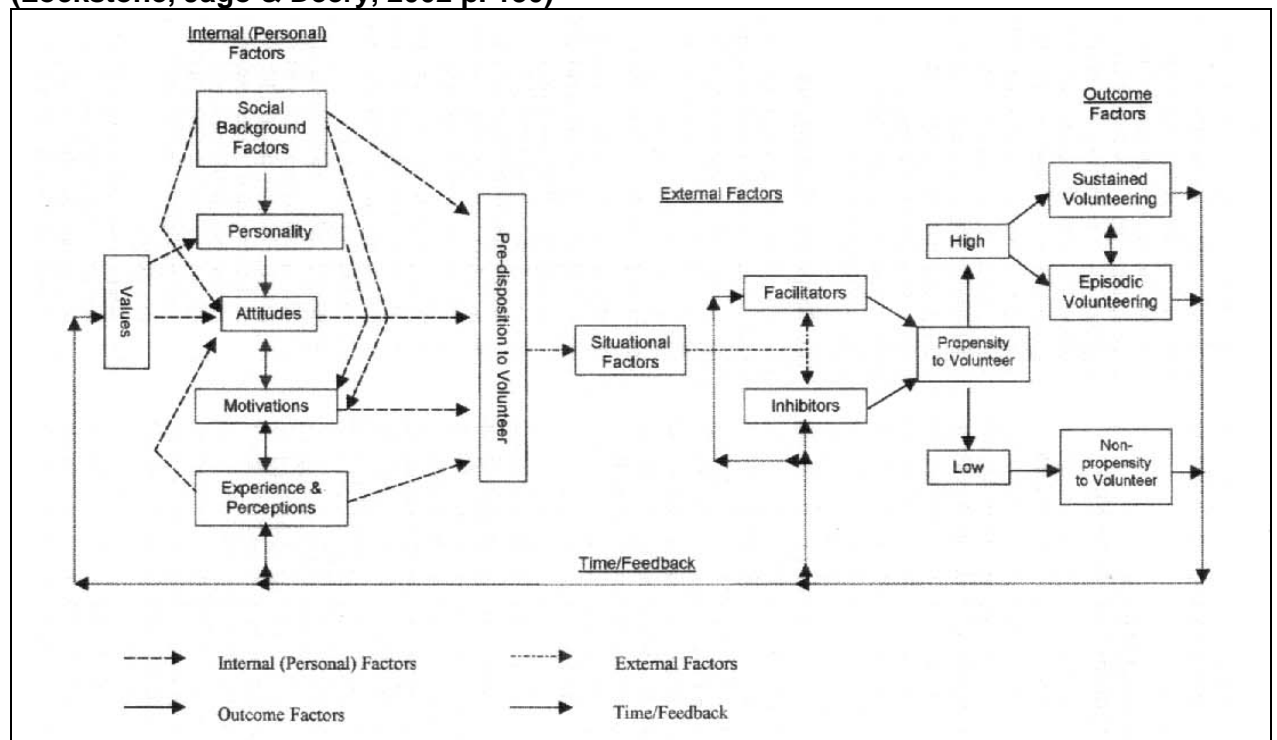 Internal (Personal)
Factors
Social
Background
Factors
Personality
Values
Attitudes
Motivations
Experience &
Perceptions
Pre-disposition to Volunteer
External Factors
Situational
Factors
Facilitators
Inhibitors
Propensity
to Volunteer
High
Low
Outcome
Factors
Sustained
Volunteering
Episodic
Volunteering
Non-
propensity
to Volunteer
Time/Feedback
Internal (Personal) Factors
External Factors
Outcome Factors
Time/Feedback